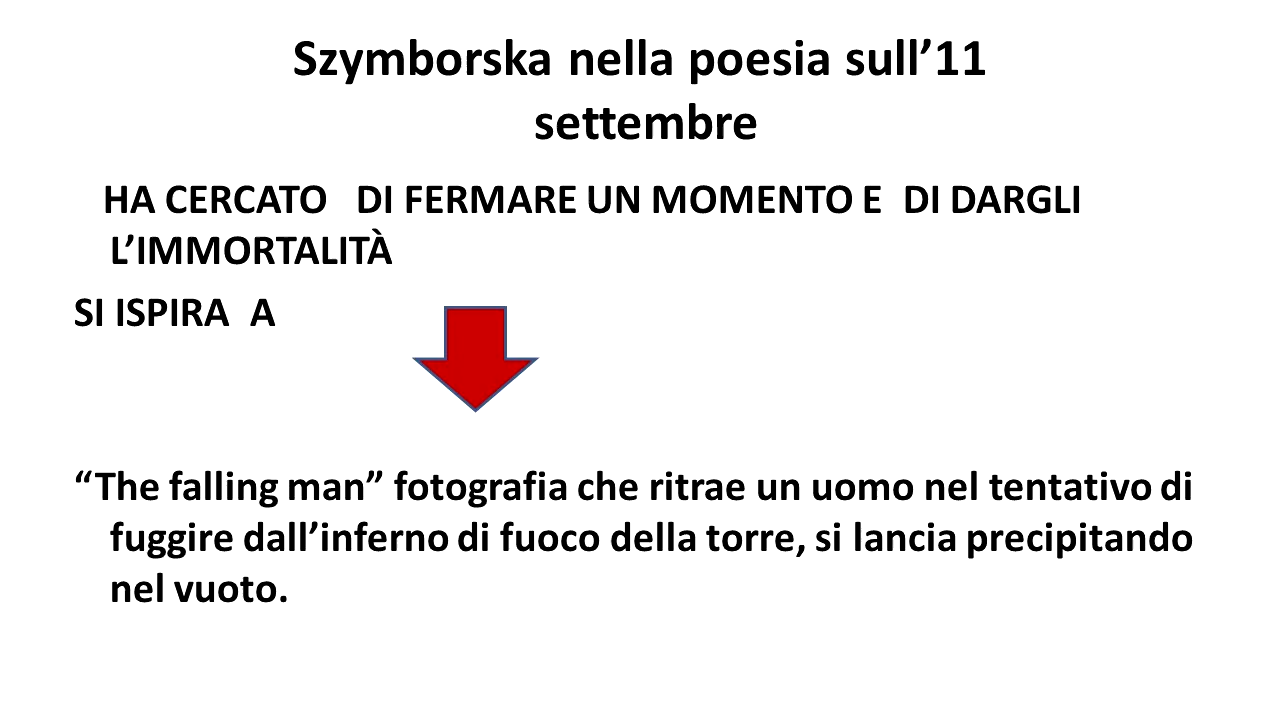 Szymborska nella poesia sull’11
settembre
HA CERCATO DI FERMARE UN MOMENTO E DI DARGLI
L’IMMORTALITÀ
SI ISPIRA A
“The falling man” fotografia che ritrae un uomo nel tentativo di
fuggire dall’inferno di fuoco della torre, si lancia precipitando
nel vuoto.